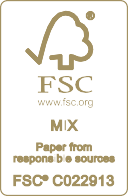 ®
FSC
www.fsc.org
MIX
Paper from
responsible sources
FSC® C022913